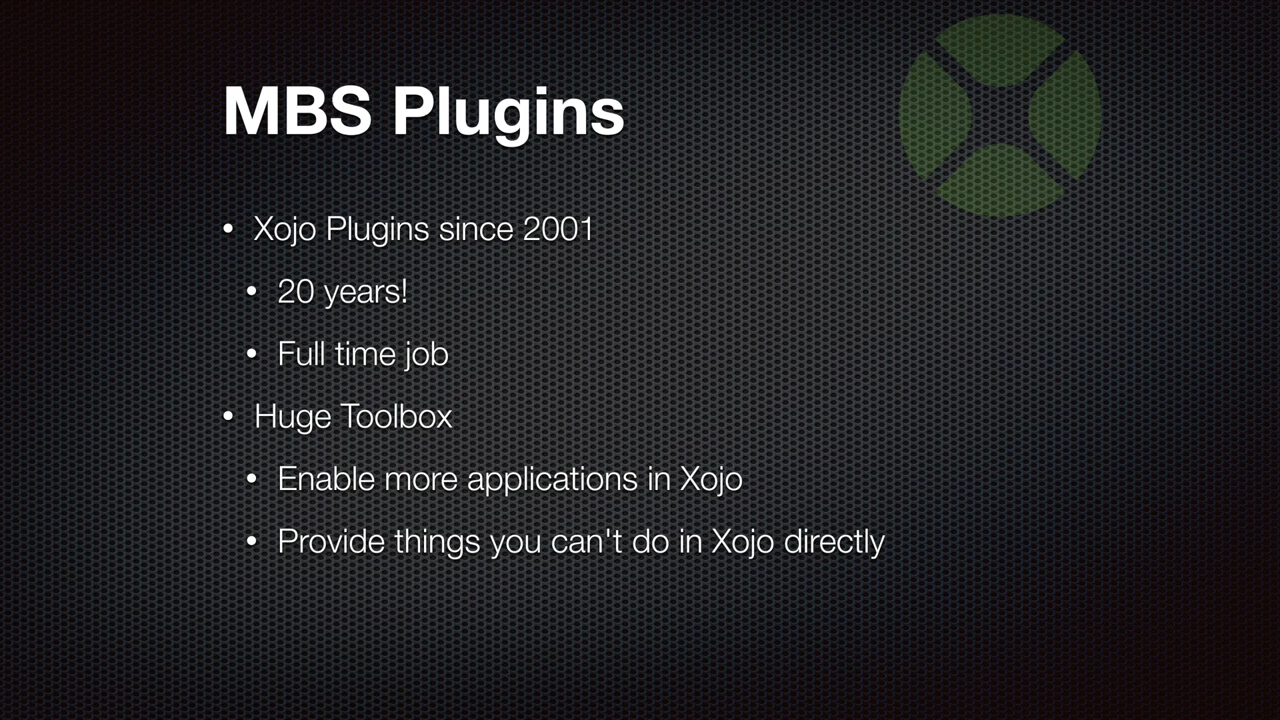 MBS Plugins
• Xojo Plugins since 2001
• 20 years!
• Full time job
• Huge Toolbox
• Enable more applications in Xojo
• Provide things you can't do in Xojo directly